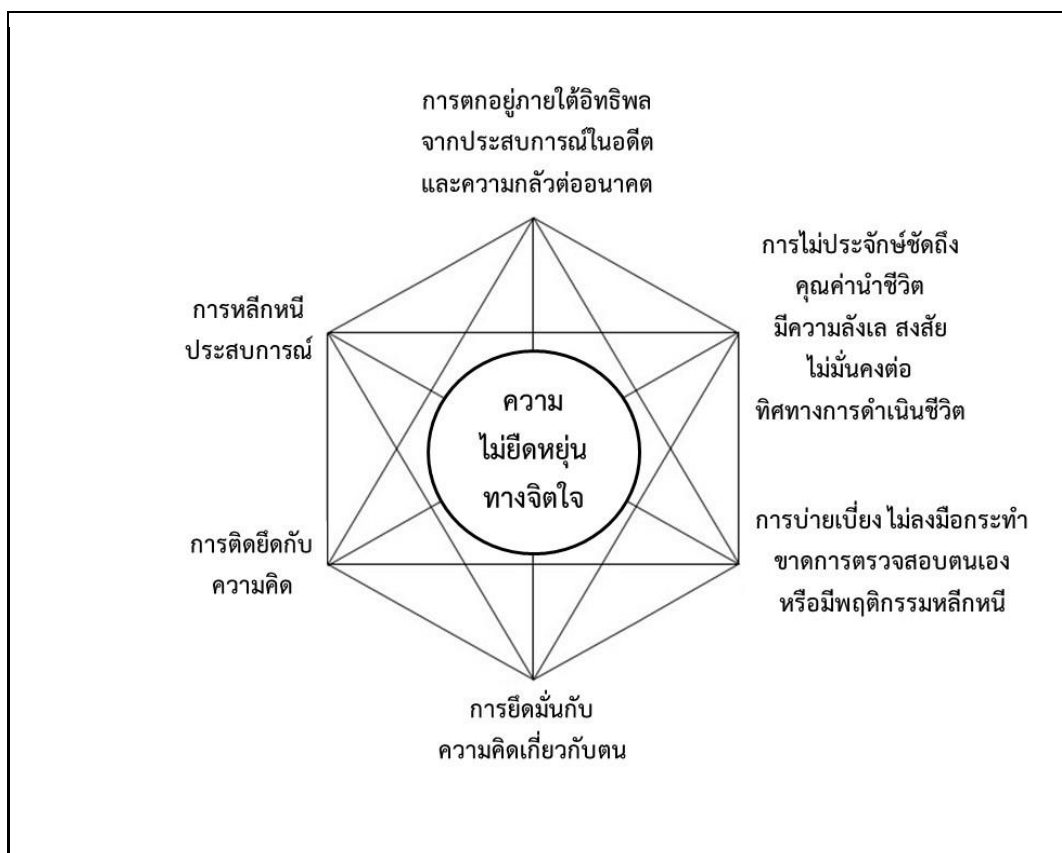 การตกอยู่ภายใต้อิทธิพล
จากประสบการณ์ในอดีต
และความกลัวต่ออนาคต
การไม่ประจักษ์ชัดถึง
คุณค่านำชีวิต
มีความลังเล สงสัย
ไม่มั่นคงต่อ
ทิศทางการดำเนินชีวิต
การหลีกหนี
ประสบการณ์
ความ
ไม่ยืดหยุ่น
ทางจิตใจ
การติดยึดกับ
ความคิด
การบ่ายเบี่ยง ไม่ลงมือกระทำ
ขาดการตรวจสอบตนเอง
หรือมีพฤติกรรมหลีกหนี
การยึดมั่นกับ
ความคิดเกี่ยวกับตน